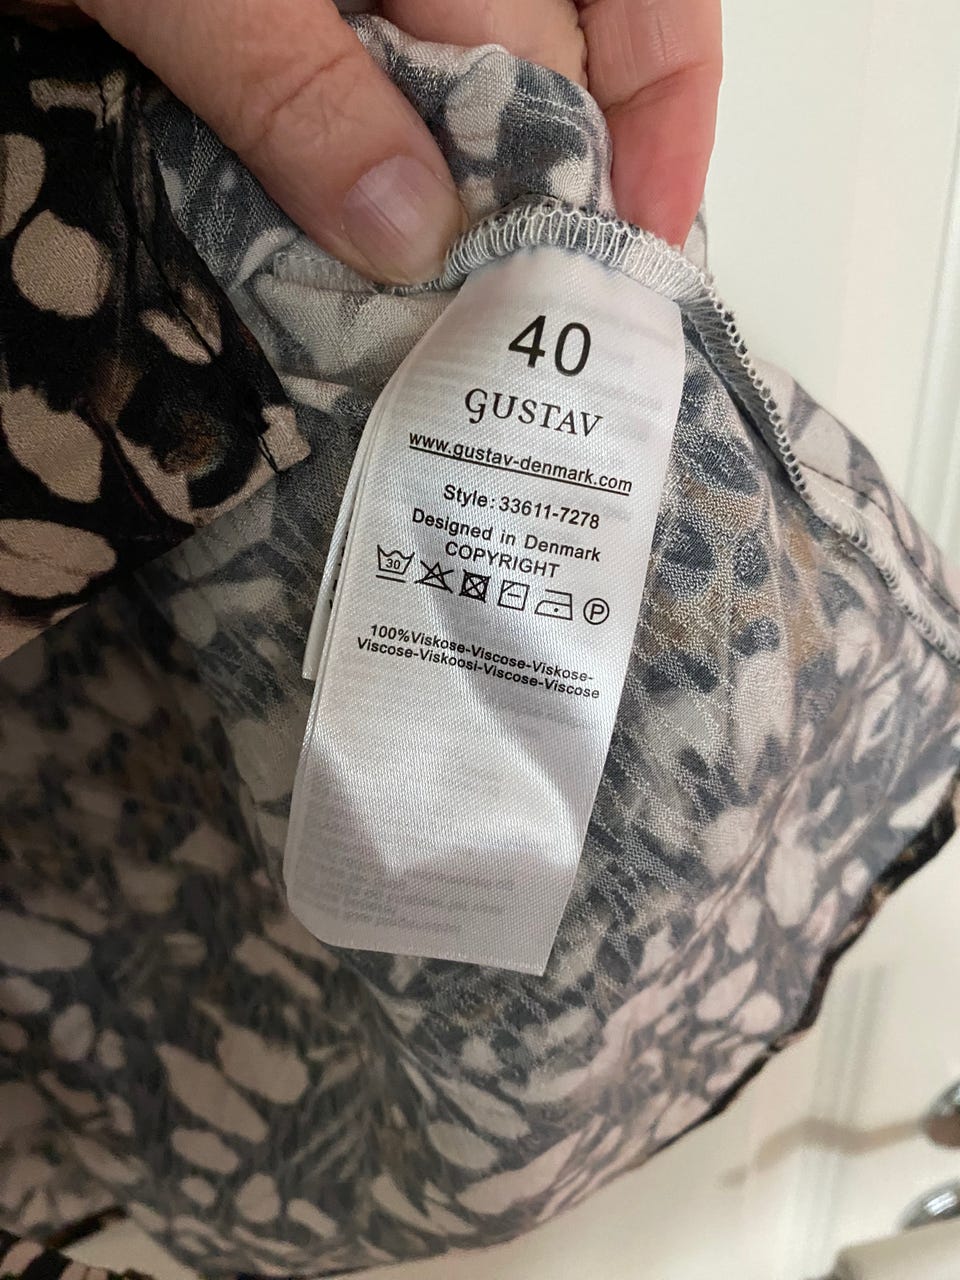 40
GUSTAV
www.gustav-denmark.com
Style: 33611-7278
Designed in Denmark
COPYRIGHT
30 P
100%Viskose-Viscose-Viskose-
Viscose-Viskoosi-Viscose-Viscose